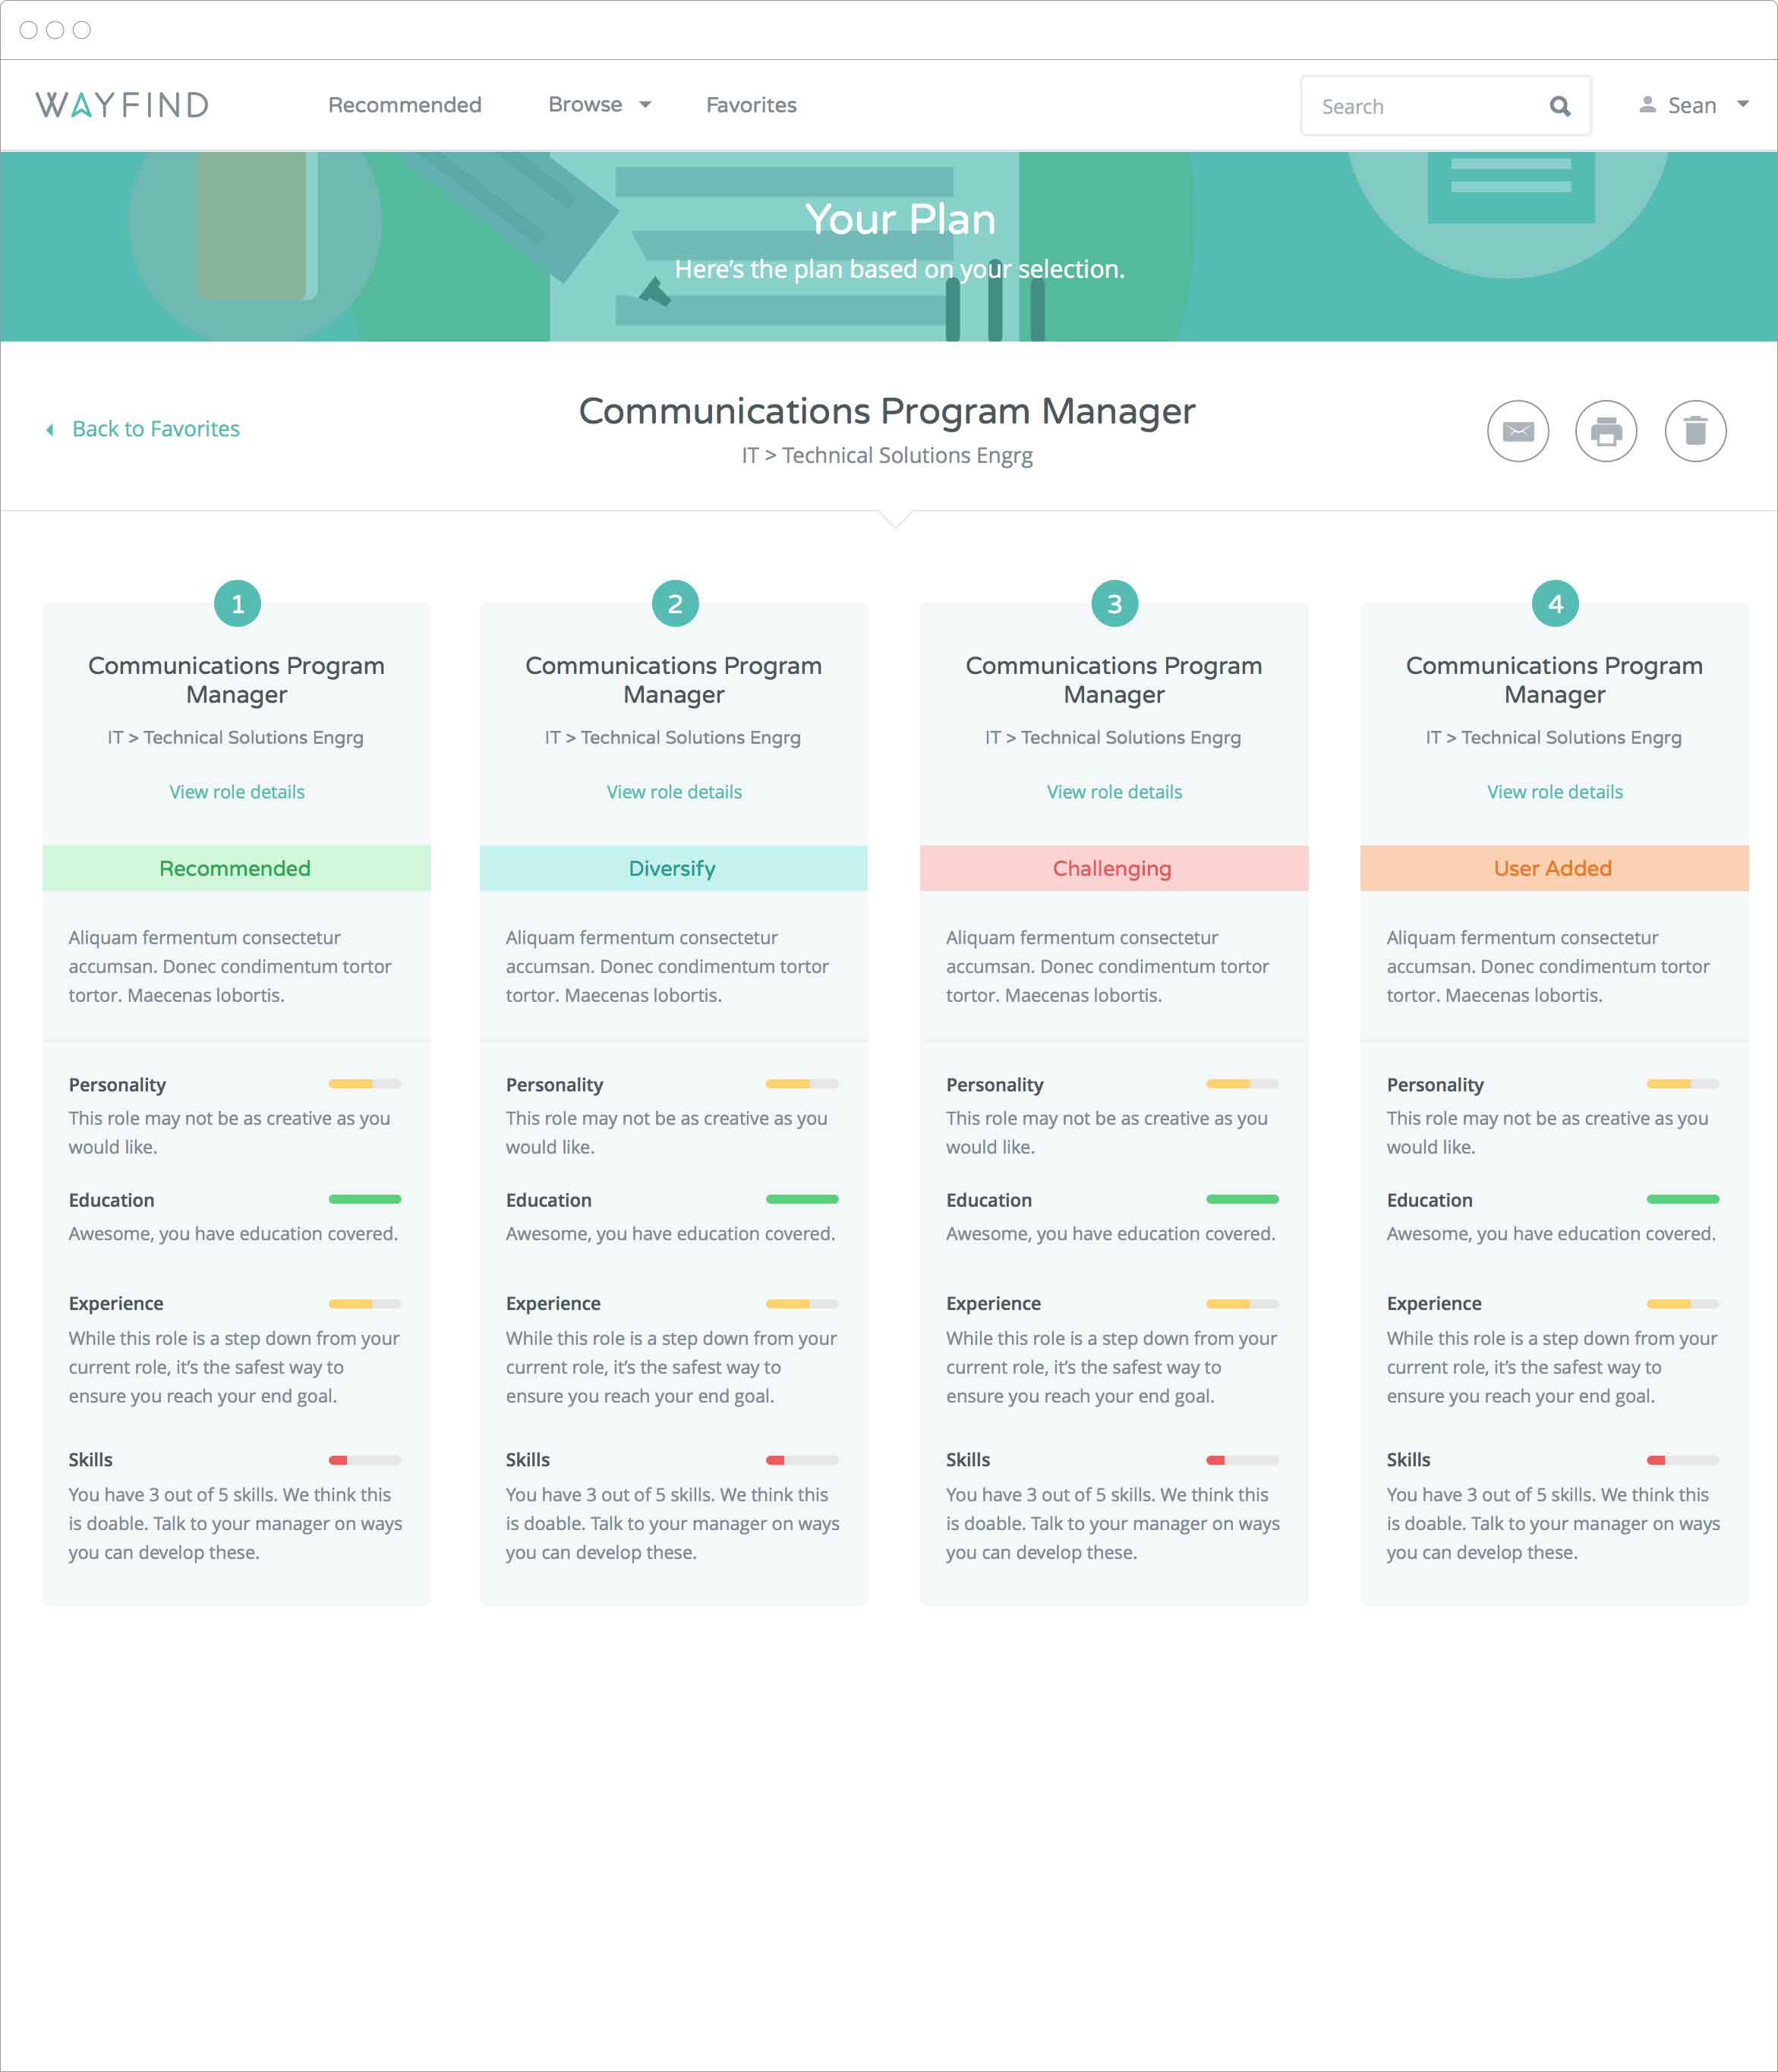 WAYFIND
Recommended
Browse
Favorites
Search
Sean
Your Plan
Here’s the plan based on your selection.
Back to Favorites
Communications Program Manager
IT > Technical Solutions Engrg
1
Communications Program
Manager
IT > Technical Solutions Engrg
View role details
Recommended
Aliquam fermentum consectetur
accumsan. Donec condimentum tortor
tortor. Maecenas lobortis.
Personality
This role may not be as creative as you
would like.
Education
Awesome, you have education covered.
Experience
While this role is a step down from your
current role, it’s the safest way to
ensure you reach your end goal.
Skills
You have 3 out of 5 skills. We think this
is doable. Talk to your manager on ways
you can develop these.
2
Communications Program
Manager
IT > Technical Solutions Engrg
View role details
Diversify
Aliquam fermentum consectetur
accumsan. Donec condimentum tortor
tortor. Maecenas lobortis.
Personality
This role may not be as creative as you
would like.
Education
Awesome, you have education covered.
Experience
While this role is a step down from your
current role, it’s the safest way to
ensure you reach your end goal.
Skills
You have 3 out of 5 skills. We think this
is doable. Talk to your manager on ways
you can develop these.
3
Communications Program
Manager
IT > Technical Solutions Engrg
View role details
Challenging
Aliquam fermentum consectetur
accumsan. Donec condimentum tortor
tortor. Maecenas lobortis.
Personality
This role may not be as creative as you
would like.
Education
Awesome, you have education covered.
Experience
While this role is a step down from your
current role, it’s the safest way to
ensure you reach your end goal.
Skills
You have 3 out of 5 skills. We think this
is doable. Talk to your manager on ways
you can develop these.
4
Communications Program
Manager
IT > Technical Solutions Engrg
View role details
User Added
Aliquam fermentum consectetur
accumsan. Donec condimentum tortor
tortor. Maecenas lobortis.
Personality
This role may not be as creative as you
would like.
Education
Awesome, you have education covered.
Experience
While this role is a step down from your
current role, it’s the safest way to
ensure you reach your end goal.
Skills
You have 3 out of 5 skills. We think this
is doable. Talk to your manager on ways
you can develop these.